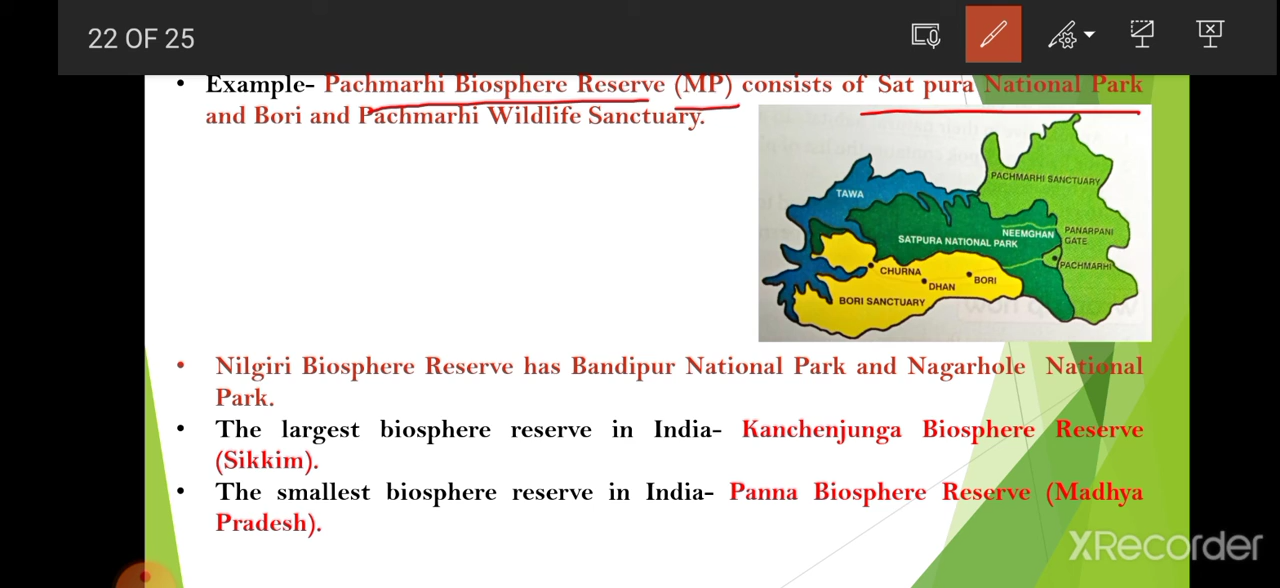 22 OF 25
• Example- Pachmarhi Biosphere Reserve (MP) consists of Sat pura National Park
and Bori and Pachmarhi Wildlife Sanctuary.
PACHMARHI SANCTUARY
TAWA
NEEMGHAN
PANARPANI
GATE
SATPURA NATIONAL PARK
PACHMARHI
CHURNA
BORI
DHAN
BORI SANCTUARY
• Nilgiri Biosphere Reserve has Bandipur National Park and Nagarhole National
Park.
• The largest biosphere reserve in India- Kanchenjunga Biosphere Reserve
(Sikkim).
• The smallest biosphere reserve in India- Panna Biosphere Reserve (Madhya
Pradesh).
XRecorder